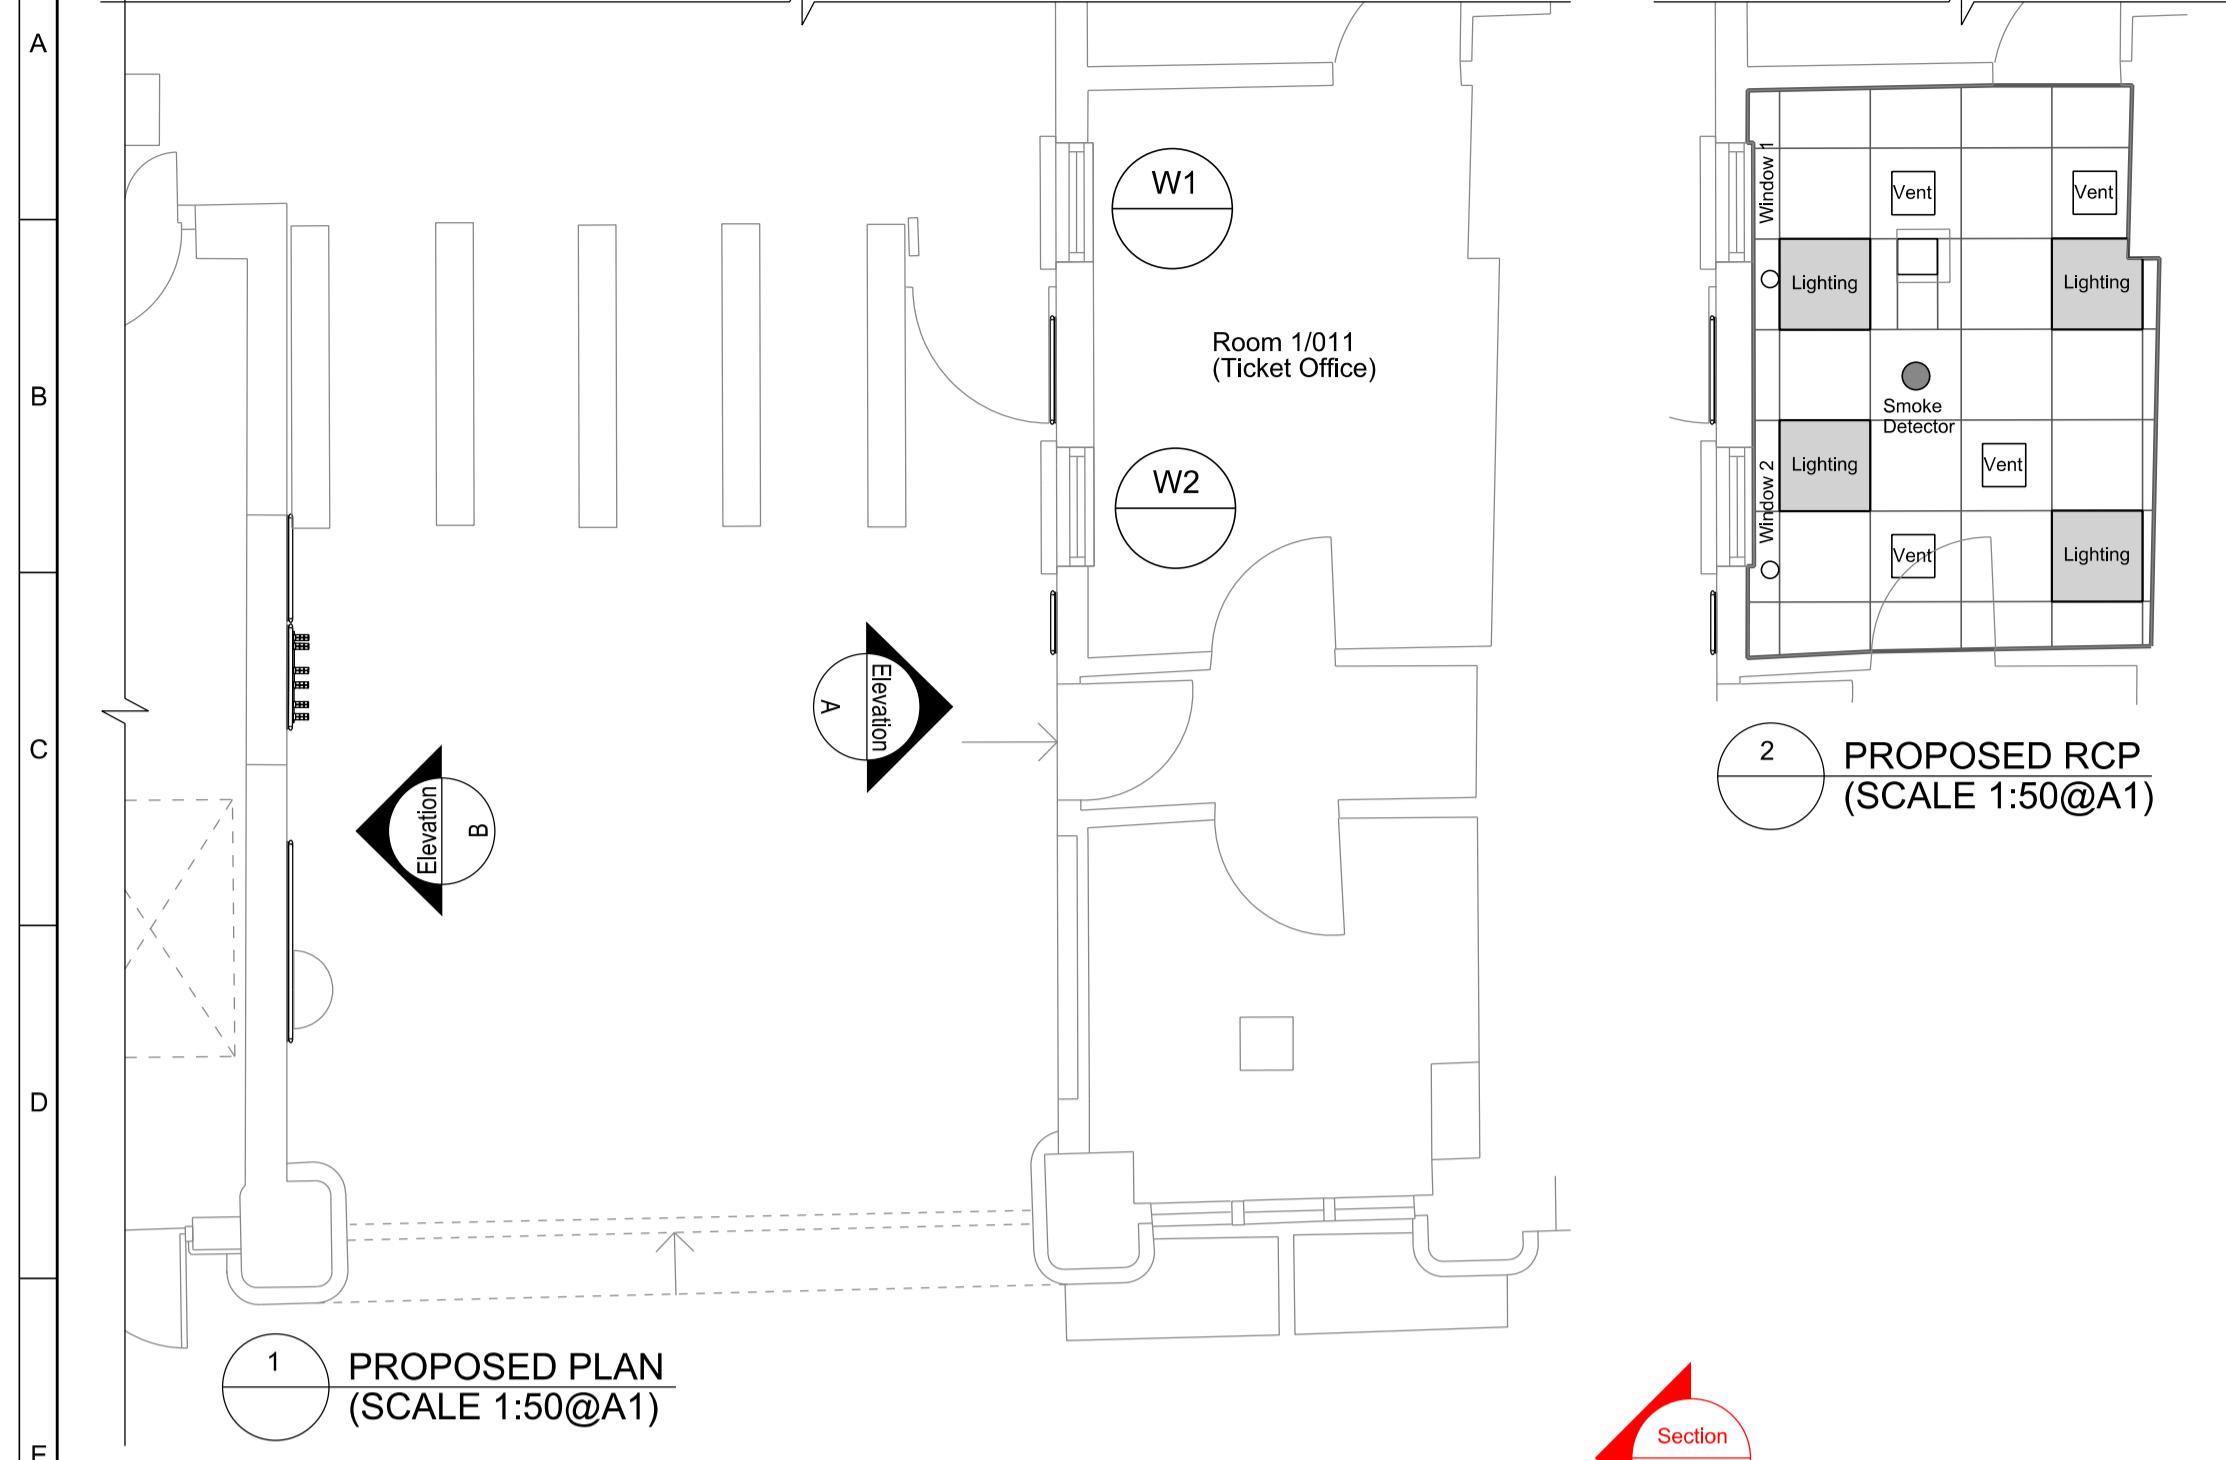 A
B
C
D
E
W1
W2
Room 1/011
(Ticket Office)
Elevation
A
Elevation
B
1
PROPOSED PLAN
(SCALE 1:50@A1)
Window 1
Vent
Vent
Lighting
Lighting
Smoke
Detector
Window 2
Lighting
Vent
Vent
Lighting
2
PROPOSED RCP
(SCALE 1:50@A1)
Section